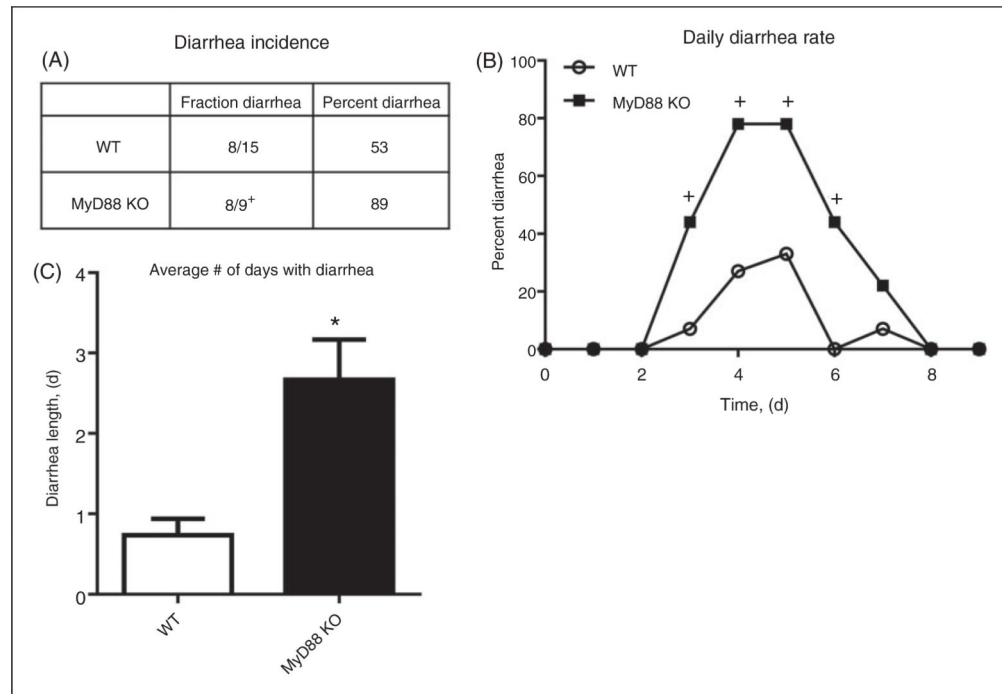 Diarrhea incidence
(A)
Fraction diarrhea Percent diarrhea
WT 8/15 53
MyD88 KO 8/9+ 89
Daily diarrhea rate
(B)
WT
MyD88 KO
+ + + +
Percent diarrhea
100
80
60
40
20
0
0 2 4 6 8
Time, (d)
(C)
Average # of days with diarrhea
*
Diarrhea length, (d)
4
3
2
1
0
WT
MyD88 KO